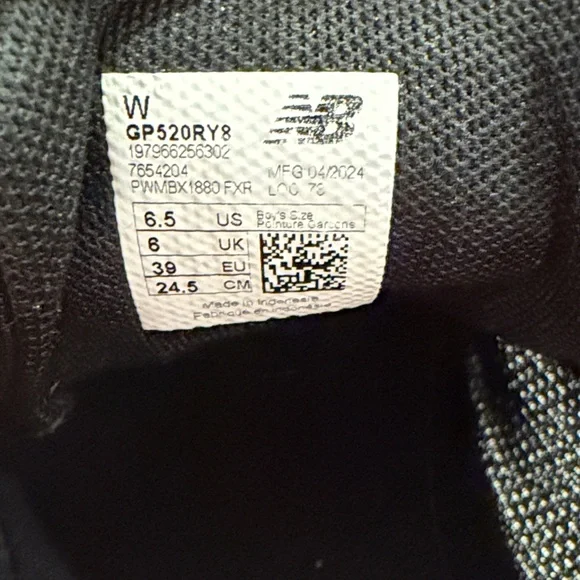 W
GP520RY8
197966256302
7654204 MFG 04/2024
PWMBX1880 FXR LOC. 78
6.5 US Boy's Size
Pointure Garcons
6 UK
39 EU
24.5 CM
Made in Indonesia
Fabriqué en Indonésie